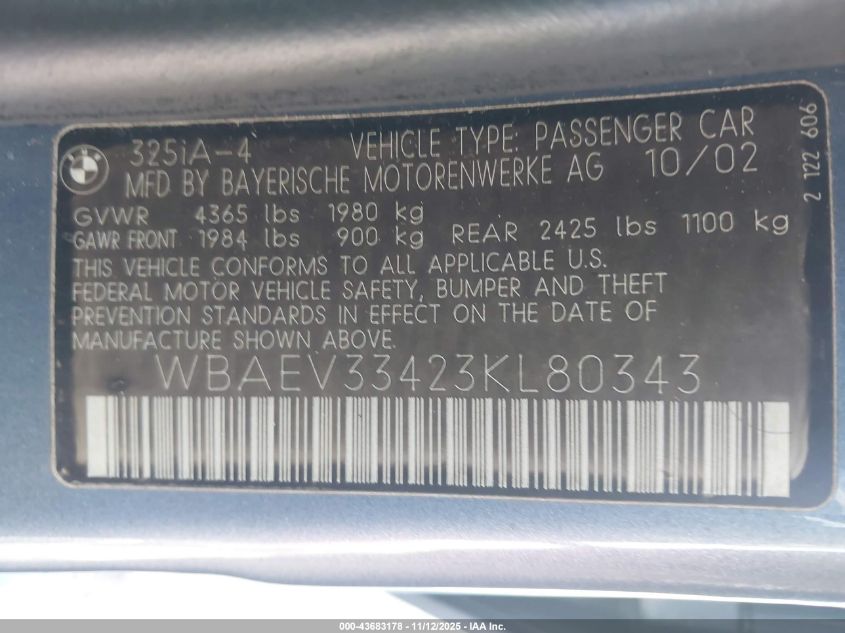 325iA-4 VEHICLE TYPE: PASSENGER CAR
MFD BY BAYERISCHE MOTORENWERKE AG 10/02
GVWR 4365 lbs 1980 kg
GAWR FRONT 1984 lbs 900 kg REAR 2425 lbs 1100 kg
THIS VEHICLE CONFORMS TO ALL APPLICABLE U.S.
FEDERAL MOTOR VEHICLE SAFETY, BUMPER AND THEFT
PREVENTION STANDARDS IN EFFECT ON THE DATE OF
MANUFACTURE SHOWN ABOVE.
WBAEV33423KL80343
2 122 606
BMW
000-43683178 - 11/12/2025 - IAA Inc.